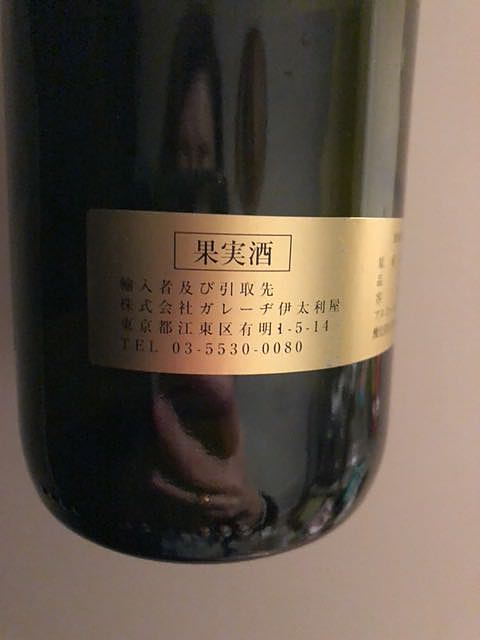 果実酒
輸入者及び引取先
株式会社ガレーヂ伊太利屋
東京都江東区有明1-5-14
TEL 03-5530-0080